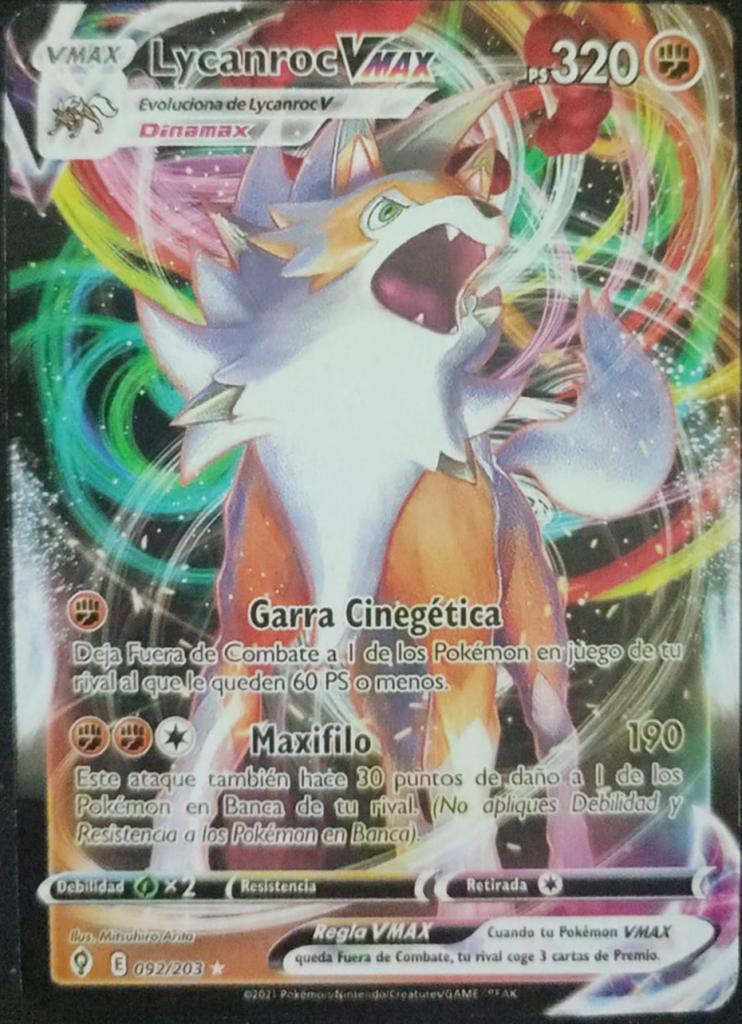 VMAX
Lycanroc VMAX
PS 320
Evoluciona de Lycanroc V
Dinamax
Garra Cinegética
Deja Fuera de Combate a 1 de los Pokémon en juego de tu
rival al que le queden 60 PS o menos.
Maxifilo 190
Este ataque también hace 30 puntos de daño a 1 de los
Pokémon en Banca de tu rival. (No apliques Debilidad y
Resistencia a los Pokémon en Banca).
Debilidad ×2 Resistencia Retirada
Ilus. Mitsuhiro Arita
Regla VMAX Cuando tu Pokémon VMAX
queda Fuera de Combate, tu rival coge 3 cartas de Premio.
E 092/203
©2021 Pokémon/Nintendo/Creatures/GAME FREAK